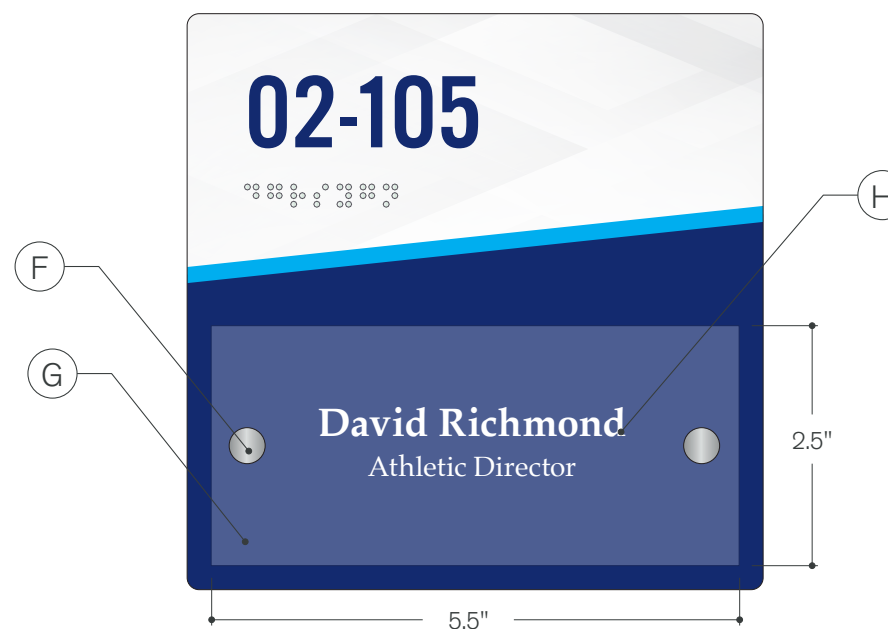 02-105
F
H
G
David Richmond
Athletic Director
2.5"
5.5"